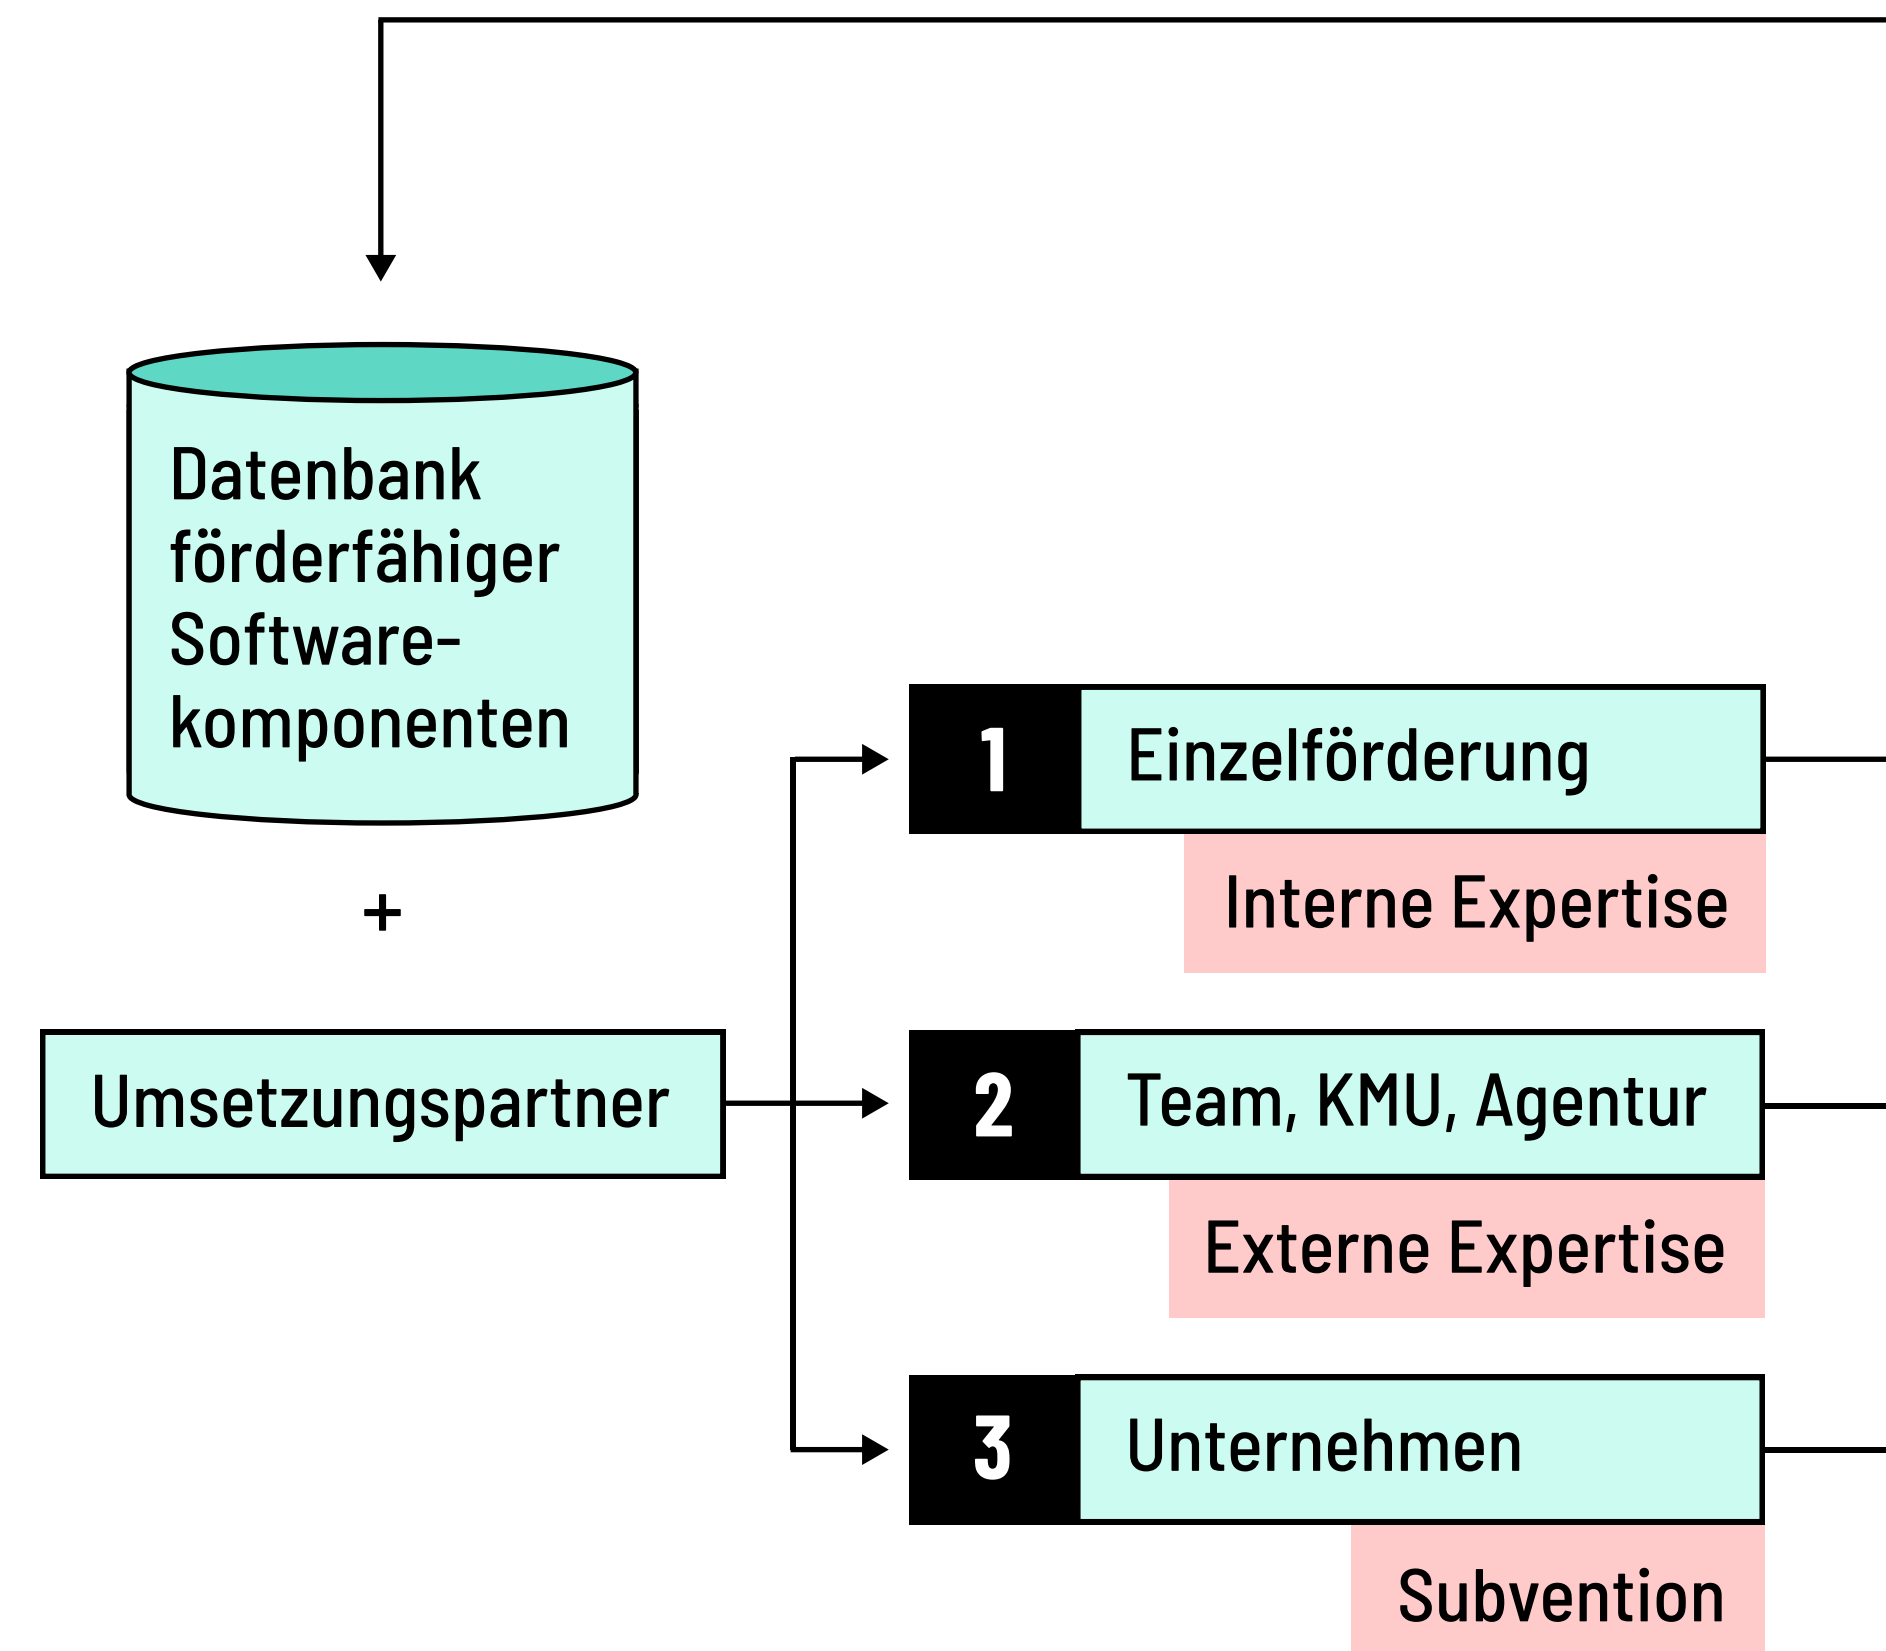 Datenbank
förderfähiger
Software-
komponenten
+
Umsetzungspartner
1 Einzelförderung
Interne Expertise
2 Team, KMU, Agentur
Externe Expertise
3 Unternehmen
Subvention